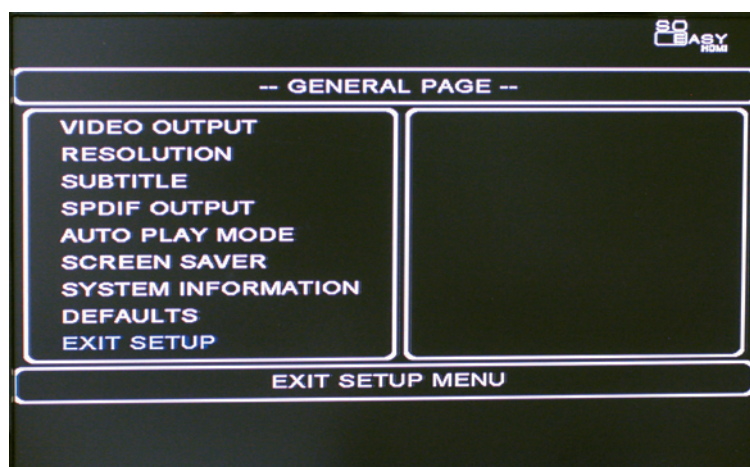 SO
EASY
HDMI
-- GENERAL PAGE --
VIDEO OUTPUT
RESOLUTION
SUBTITLE
SPDIF OUTPUT
AUTO PLAY MODE
SCREEN SAVER
SYSTEM INFORMATION
DEFAULTS
EXIT SETUP
EXIT SETUP MENU